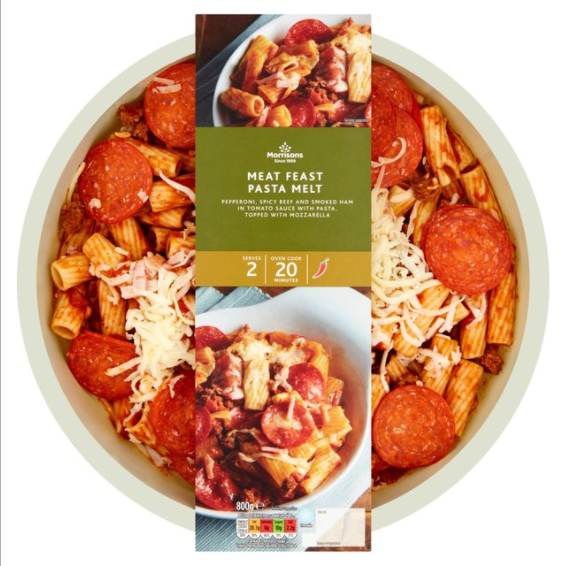 Morrisons
Since 1899
MEAT FEAST
PASTA MELT
PEPPERONI, SPICY BEEF AND SMOKED HAM
IN TOMATO SAUCE WITH PASTA,
TOPPED WITH MOZZARELLA
SERVES
2
OVEN COOK
20
MINUTES
800g e